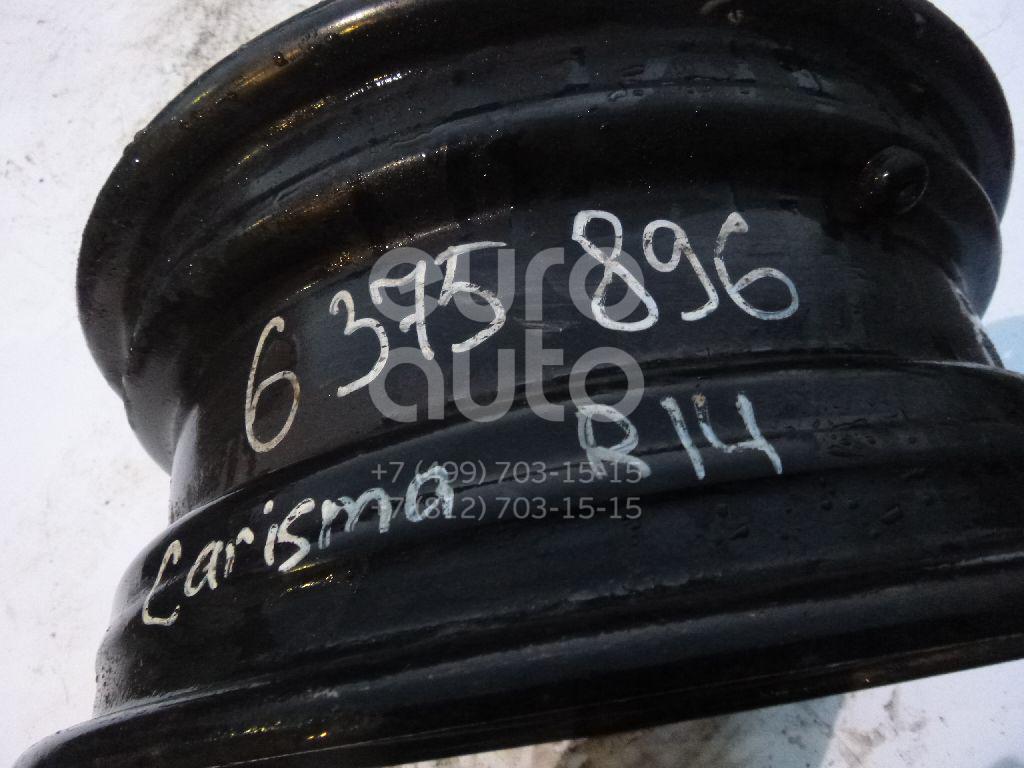 6 375 896
euro
auto
Carisma R14
+7 (499) 703-15-15
+7(812) 703-15-15